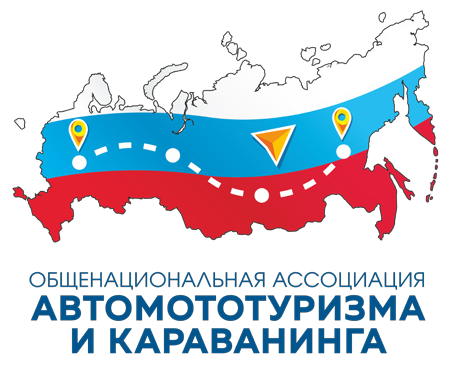 ОБЩЕНАЦИОНАЛЬНАЯ АССОЦИАЦИЯ
АВТОМОТОТУРИЗМА
И КАРАВАНИНГА